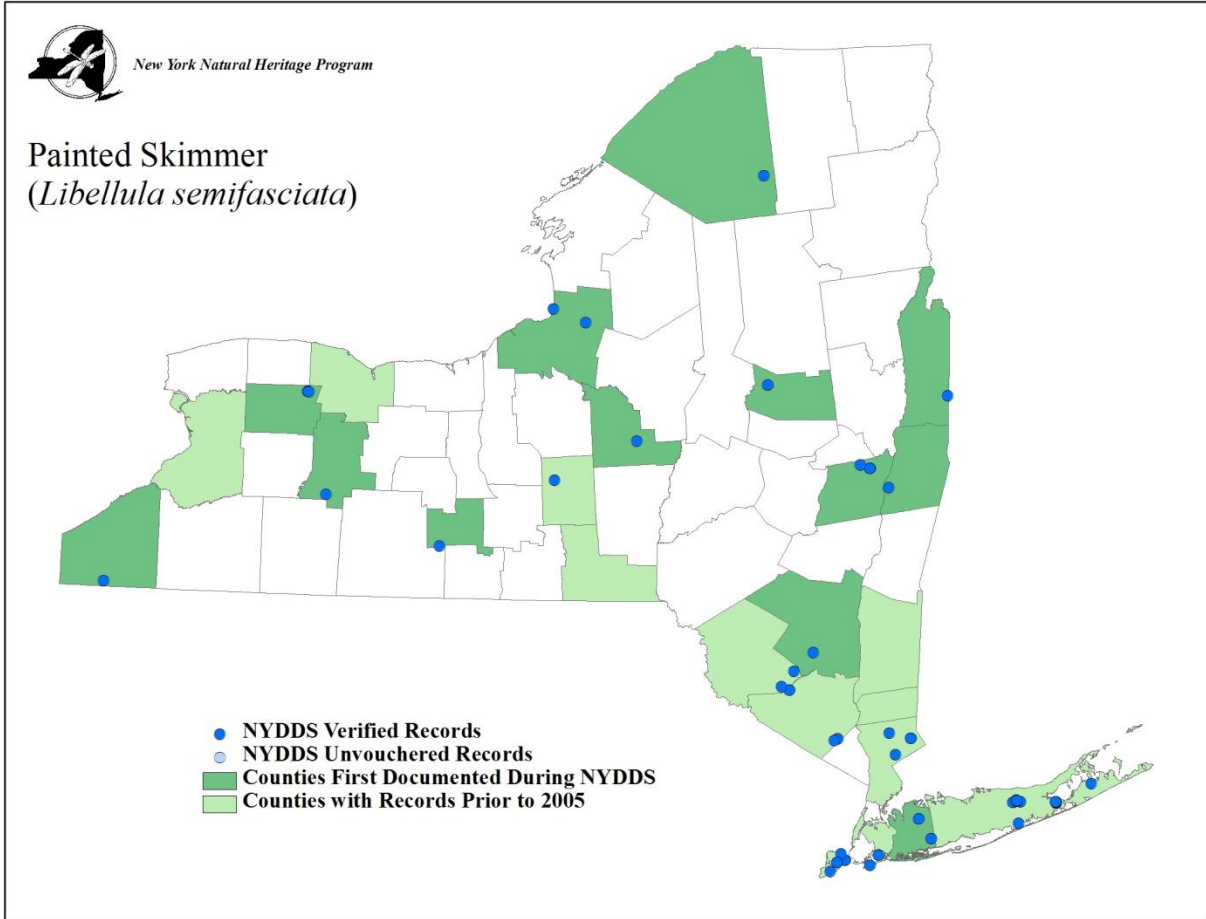 New York Natural Heritage Program
Painted Skimmer
(Libellula semifasciata)
NYDDS Verified Records
NYDDS Unvouchered Records
Counties First Documented During NYDDS
Counties with Records Prior to 2005